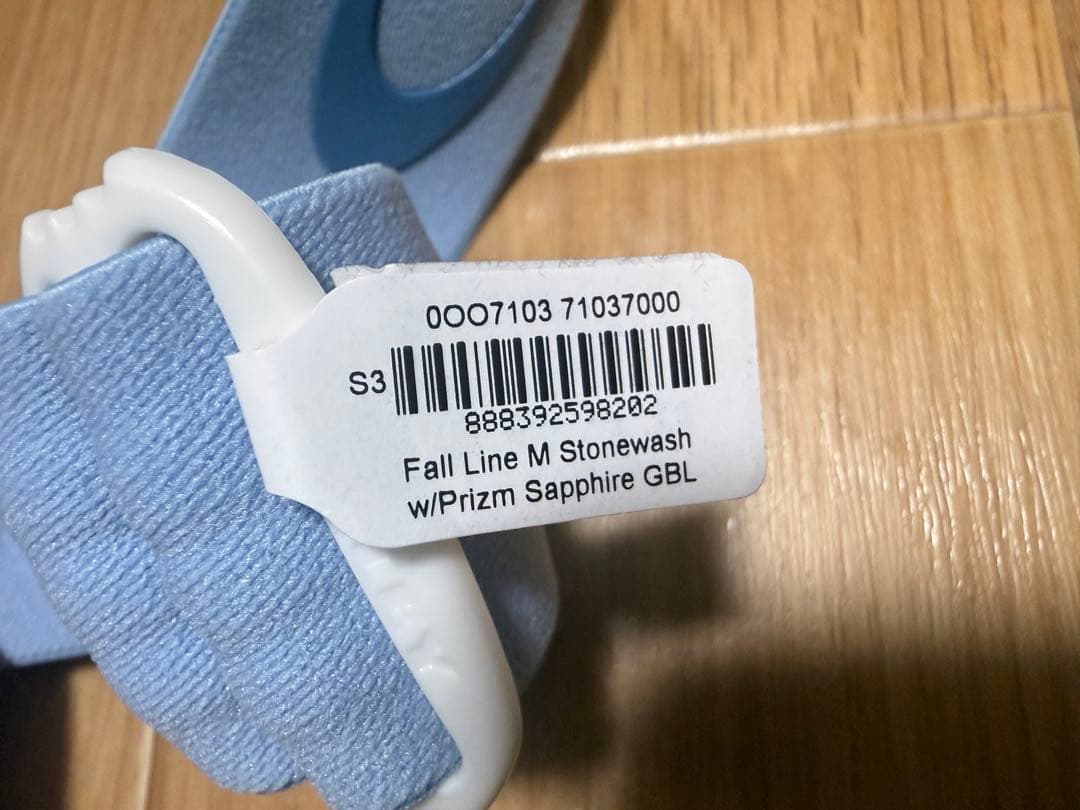 0OO7103 71037000
S3
888392598202
Fall Line M Stonewash
w/Prizm Sapphire GBL